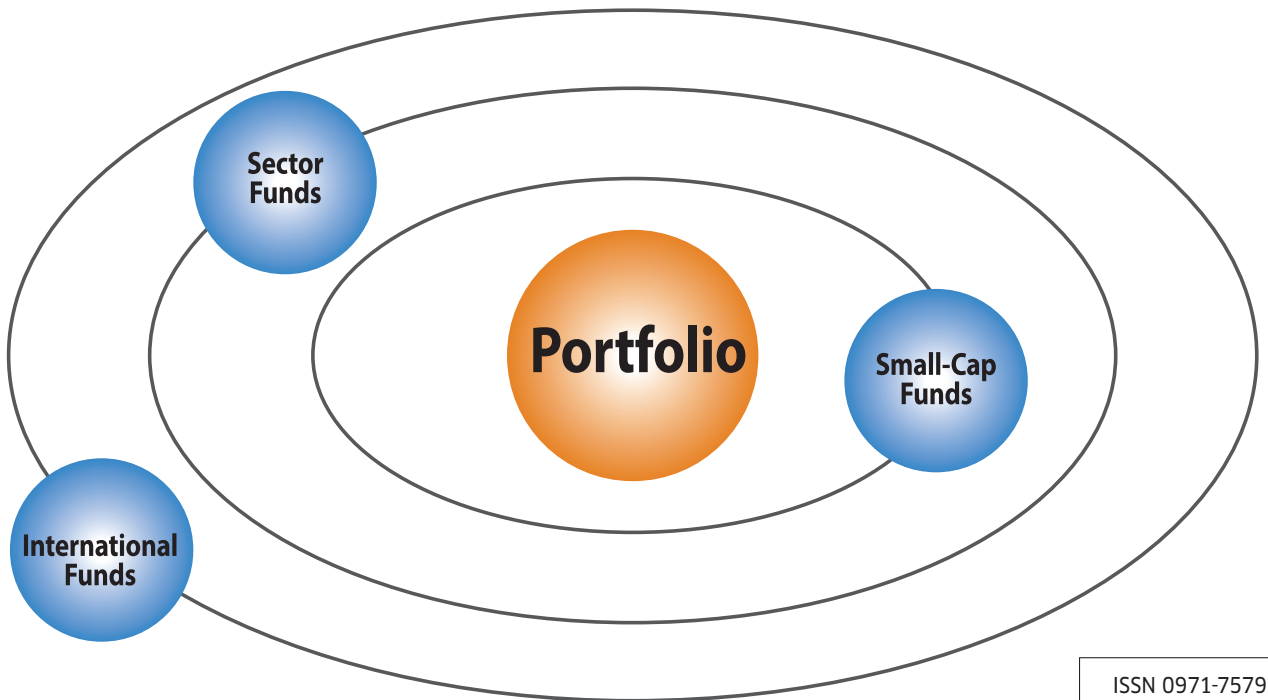 Sector
Funds
Portfolio
Small-Cap
Funds
International
Funds
ISSN 0971-7579